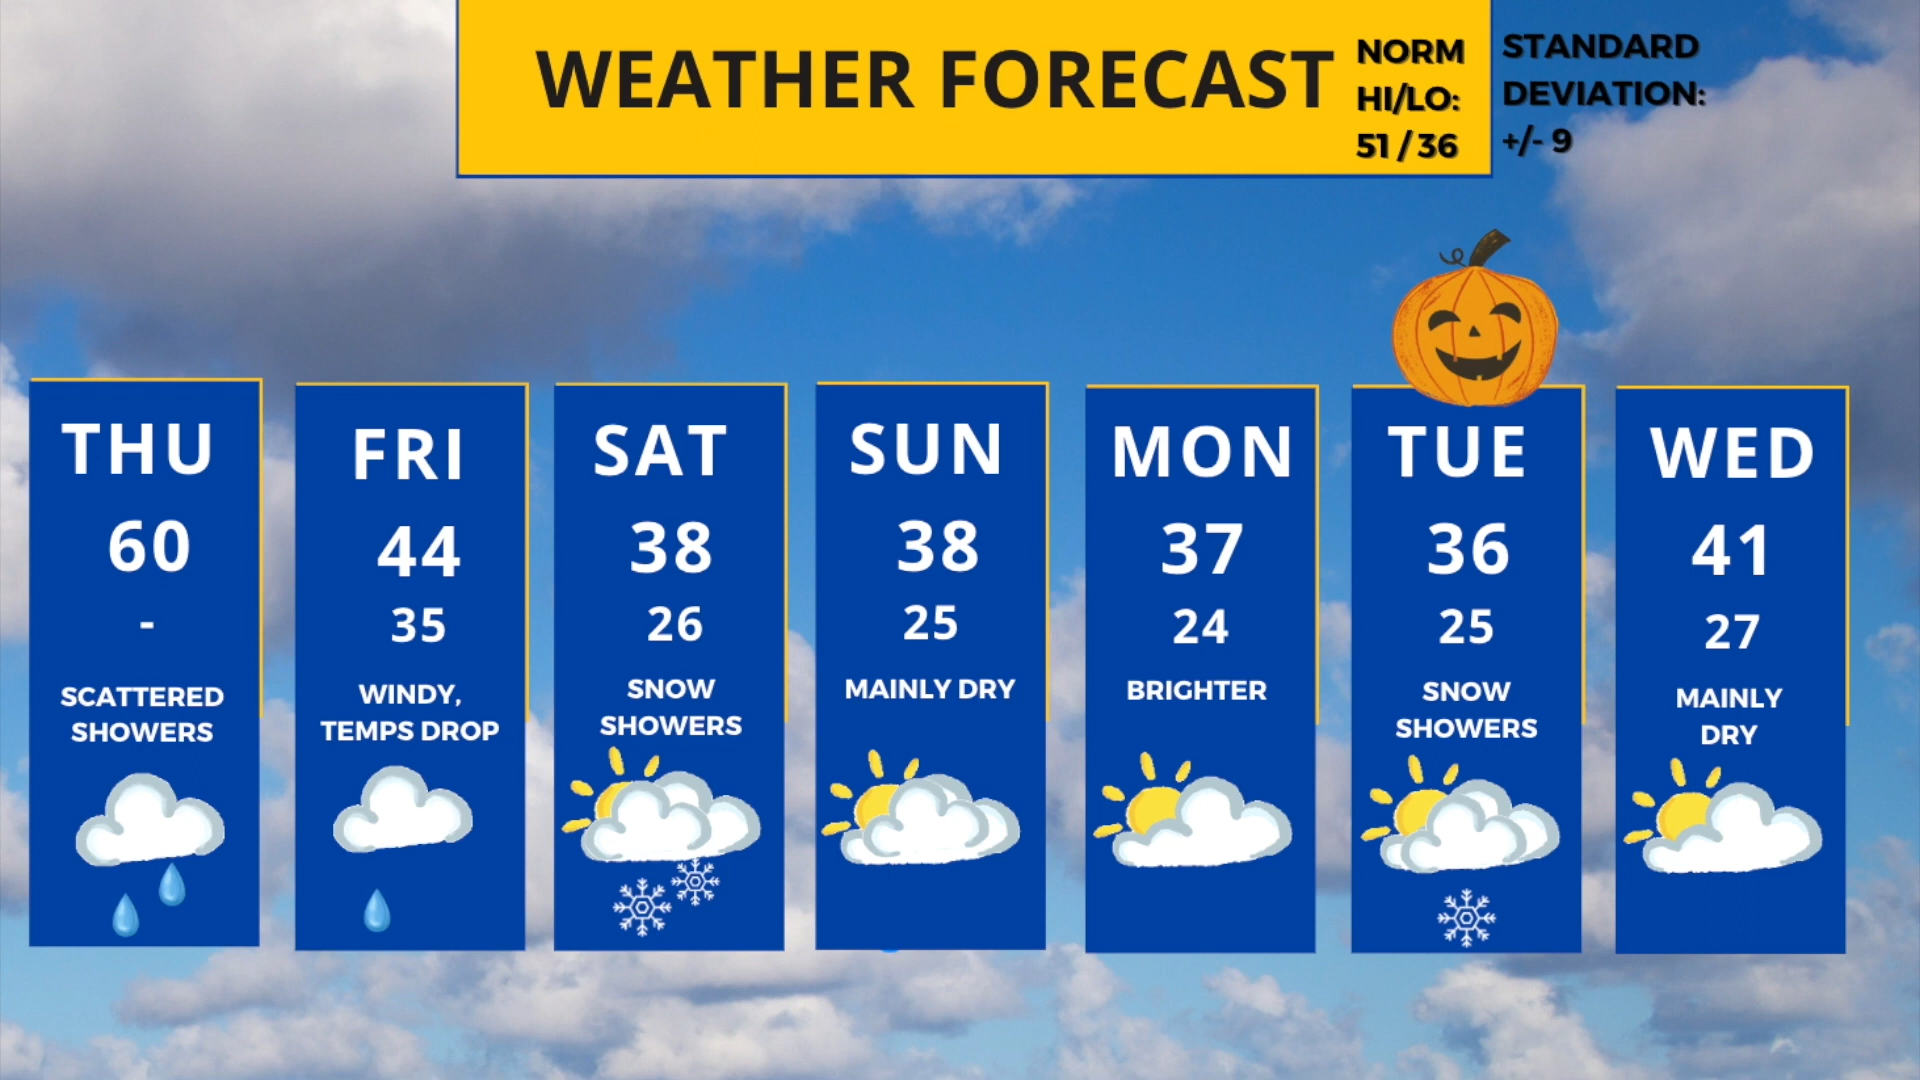 WEATHER FORECAST
NORM
HI/LO:
51 / 36
STANDARD
DEVIATION:
+/- 9
THU
60
-
SCATTERED
SHOWERS
FRI
44
35
WINDY,
TEMPS DROP
SAT
38
26
SNOW
SHOWERS
SUN
38
25
MAINLY DRY
MON
37
24
BRIGHTER
TUE
36
25
SNOW
SHOWERS
WED
41
27
MAINLY
DRY